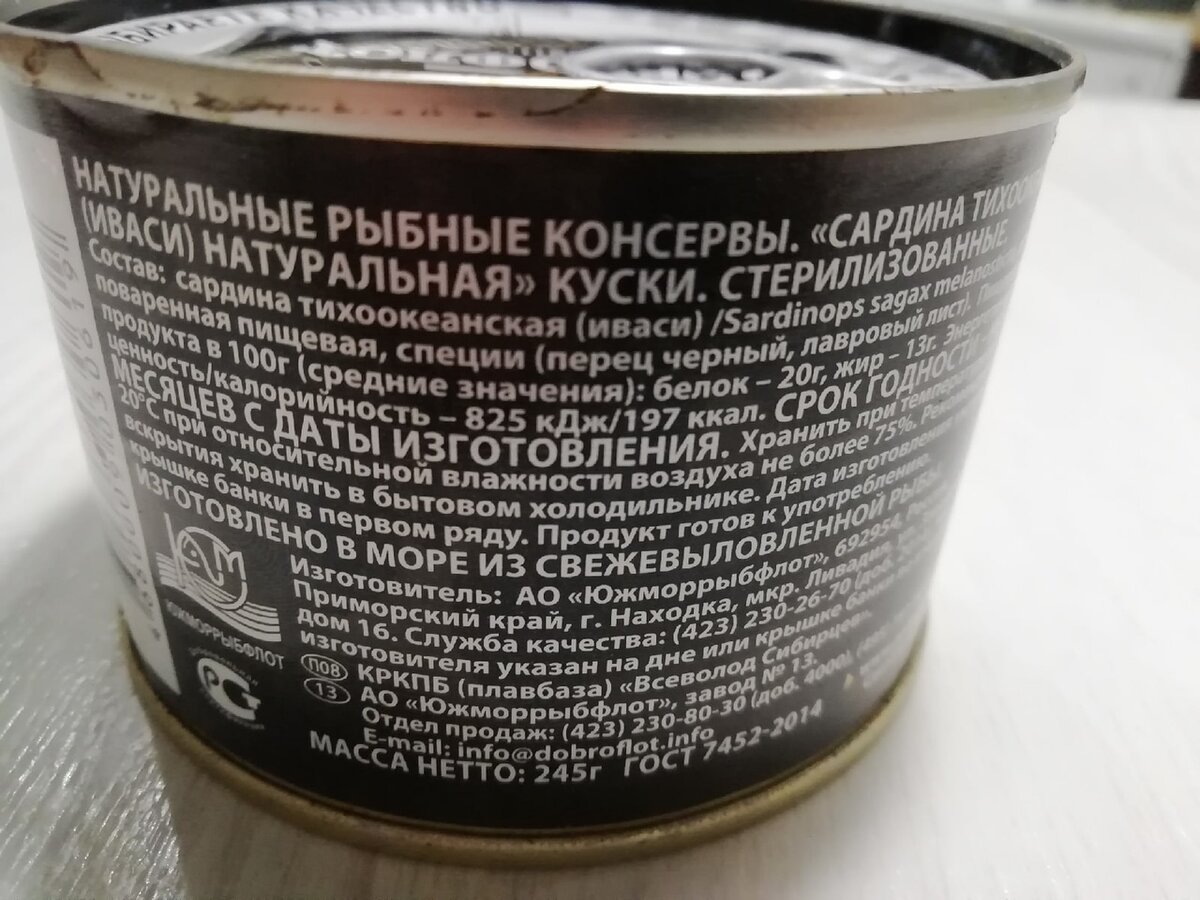 НАТУРАЛЬНЫЕ РЫБНЫЕ КОНСЕРВЫ. «САРДИНА
(ИВАСИ) НАТУРАЛЬНАЯ» КУСКИ. СТЕРИЛИЗОВАННЫЕ.
Состав: сардина тихоокеанская (иваси) /Sardinops sagax
поваренная пищевая, специи (перец черный, лавровый лист).
продукта в 100г (средние значения): белок – 20г, жир – 13г.
ценность/калорийность – 825 кДж/197 ккал. СРОК ГОДНОСТИ
МЕСЯЦЕВ С ДАТЫ ИЗГОТОВЛЕНИЯ. Хранить при
20°С при относительной влажности воздуха не более 75%.
вскрытия хранить в бытовом холодильнике. Дата изготовления
крышке банки в первом ряду. Продукт готов к употреблению.
ИЗГОТОВЛЕНО В МОРЕ ИЗ СВЕЖЕВЫЛОВЛЕННОЙ РЫБЫ
Изготовитель: АО «Южморрыбфлот», 692954,
Приморский край, г. Находка, мкр. Ливадия,
дом 16. Служба качества: (423) 230-26-70 (доб.
изготовителя указан на дне или крышке банки
П08 КРКПБ (плавбаза) «Всеволод Сибирцев»,
13 АО «Южморрыбфлот», завод № 13.
Отдел продаж: (423) 230-80-30 (доб. 4000),
E-mail: info@dobroflot.info
МАССА НЕТТО: 245г ГОСТ 7452-2014
ЮЖМОРРЫБФЛОТ